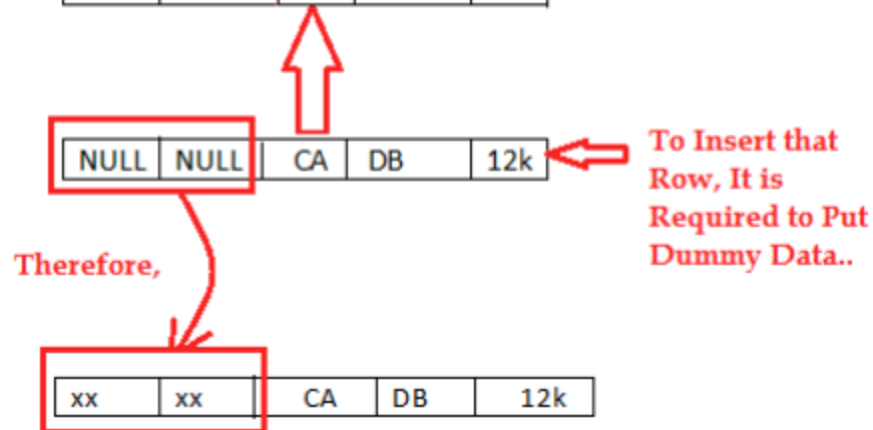 NULL NULL CA DB 12k
To Insert that
Row, It is
Required to Put
Dummy Data..
Therefore,
xx xx CA DB 12k